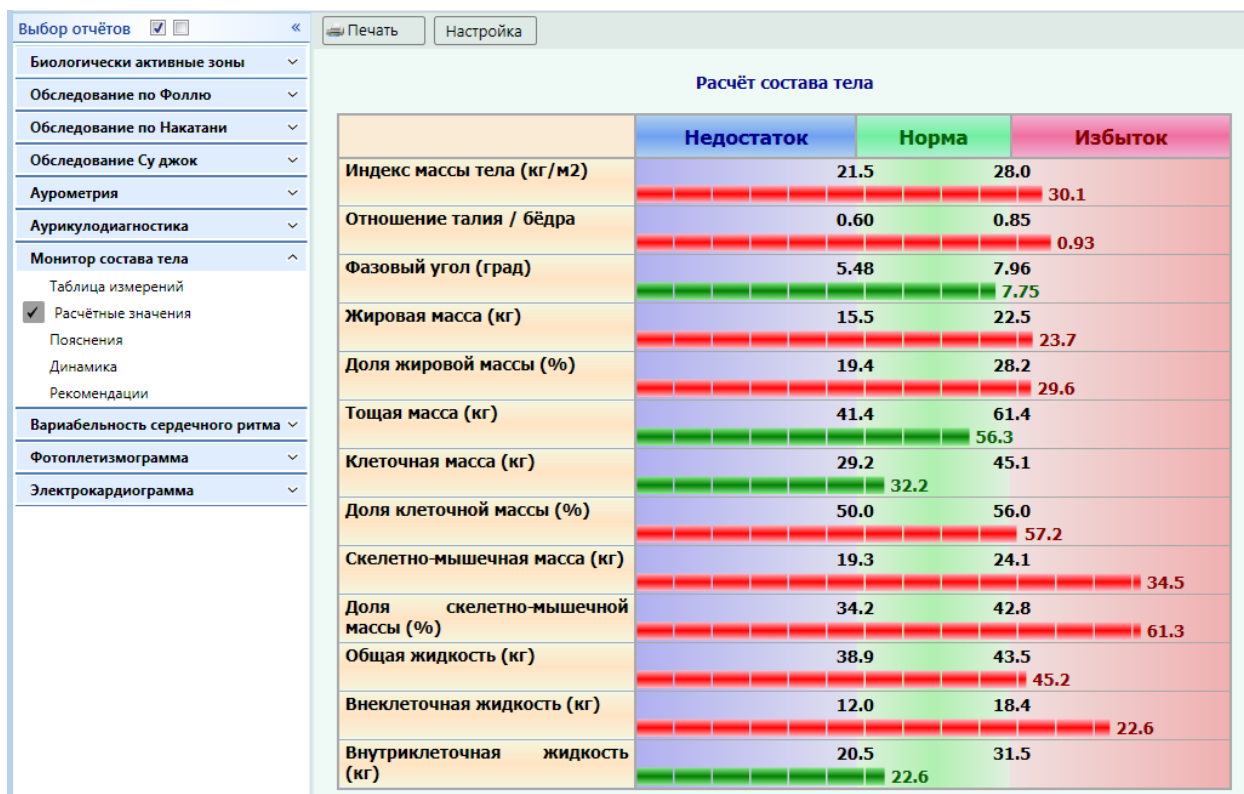 Выбор отчётов
Биологически активные зоны
Обследование по Фоллю
Обследование по Накатани
Обследование Су джок
Аурометрия
Аурикулодиагностика
Монитор состава тела
Таблица измерений
Расчётные значения
Пояснения
Динамика
Рекомендации
Вариабельность сердечного ритма
Фотоплетизмограмма
Электрокардиограмма
Печать Настройка
Расчёт состава тела
Недостаток Норма Избыток
Индекс массы тела (кг/м2) 21.5 28.0
30.1
Отношение талия / бёдра 0.60 0.85
0.93
Фазовый угол (град) 5.48 7.96
7.75
Жировая масса (кг) 15.5 22.5
23.7
Доля жировой массы (%) 19.4 28.2
29.6
Тощая масса (кг) 41.4 61.4
56.3
Клеточная масса (кг) 29.2 45.1
32.2
Доля клеточной массы (%) 50.0 56.0
57.2
Скелетно-мышечная масса (кг) 19.3 24.1
34.5
Доля скелетно-мышечной 34.2 42.8
массы (%) 61.3
Общая жидкость (кг) 38.9 43.5
45.2
Внеклеточная жидкость (кг) 12.0 18.4
22.6
Внутриклеточная жидкость 20.5 31.5
(кг) 22.6